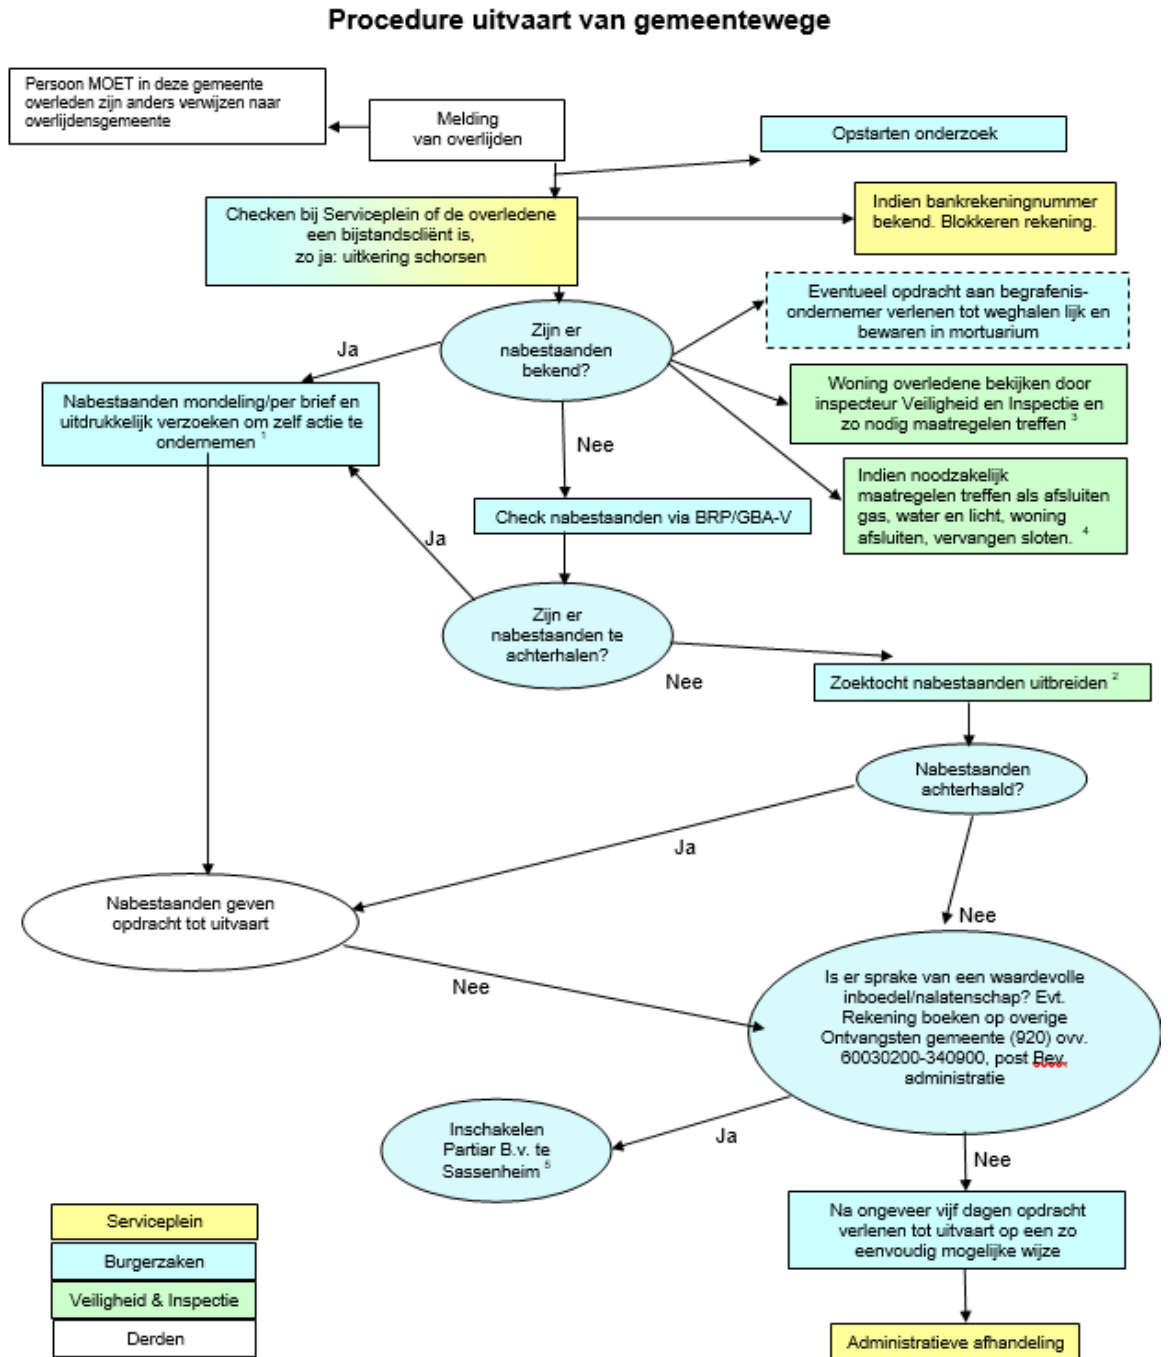 Procedure uitvaart van gemeentewege
Persoon MOET in deze gemeente
overleden zijn anders verwijzen naar
overlijdensgemeente
Melding
van overlijden
Opstarten onderzoek
Checken bij Serviceplein of de overledene
een bijstandscliënt is,
zo ja: uitkering schorsen
Indien bankrekeningnummer
bekend. Blokkeren rekening.
Zijn er
nabestaanden
bekend?
Eventueel opdracht aan begrafenis-
ondernemer verlenen tot weghalen lijk en
bewaren in mortuarium
Ja
Woning overledene bekijken door
inspecteur Veiligheid en Inspectie en
zo nodig maatregelen treffen 3
Nabestaanden mondeling/per brief en
uitdrukkelijk verzoeken om zelf actie te
ondernemen 1
Nee
Indien noodzakelijk
maatregelen treffen als afsluiten
gas, water en licht, woning
afsluiten, vervangen sloten. 4
Check nabestaanden via BRP/GBA-V
Ja
Zijn er
nabestaanden te
achterhalen?
Nee
Zoektocht nabestaanden uitbreiden 2
Nabestaanden
achterhaald?
Ja
Nabestaanden geven
opdracht tot uitvaart
Nee
Nee
Is er sprake van een waardevolle
inboedel/nalatenschap? Evt.
Rekening boeken op overige
Ontvangsten gemeente (920) ovv.
60030200-340900, post Bev.
administratie
Inschakelen
Partiar B.v. te
Sassenheim 5
Ja
Nee
Na ongeveer vijf dagen opdracht
verlenen tot uitvaart op een zo
eenvoudig mogelijke wijze
Administratieve afhandeling
Serviceplein
Burgerzaken
Veiligheid & Inspectie
Derden